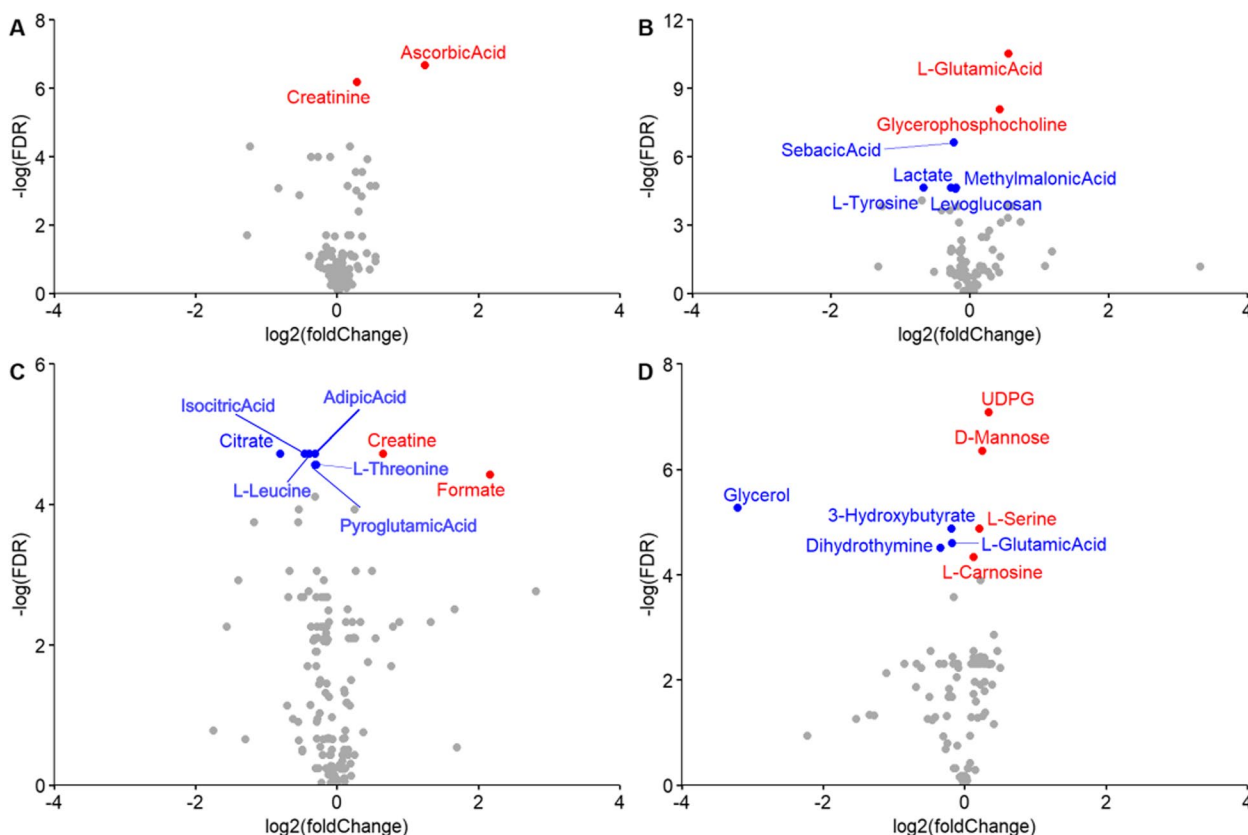 A
8
6
4
2
0
-4
-2
0
2
4
-log(FDR)
log2(foldChange)
AscorbicAcid
Creatinine
B
12
9
6
3
0
-4
-2
0
2
4
-log(FDR)
log2(foldChange)
L-GlutamicAcid
Glycerophosphocholine
SebacicAcid
Lactate
MethylmalonicAcid
L-Tyrosine
Levoglucosan
C
6
4
2
0
-4
-2
0
2
4
-log(FDR)
log2(foldChange)
IsocitricAcid
AdipicAcid
Citrate
Creatine
L-Threonine
L-Leucine
Formate
PyroglutamicAcid
D
8
6
4
2
0
-4
-2
0
2
4
-log(FDR)
log2(foldChange)
UDPG
D-Mannose
Glycerol
3-Hydroxybutyrate
L-Serine
Dihydrothymine
L-GlutamicAcid
L-Carnosine